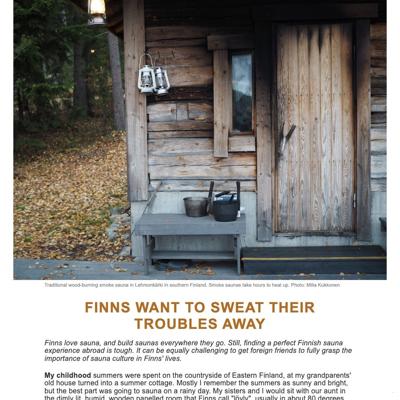 Traditional wood-burning smoke sauna in Lehmonkärki in southern Finland. Smoke saunas take hours to heat up. Photo: Milla Kukkonen
FINNS WANT TO SWEAT THEIR
TROUBLES AWAY
Finns love sauna, and build saunas everywhere they go. Still, finding a perfect Finnish sauna
experience abroad is tough. It can be equally challenging to get foreign friends to fully grasp the
importance of sauna culture in Finns' lives.
My childhood summers were spent on the countryside of Eastern Finland, at my grandparents'
old house turned into a summer cottage. Mostly I remember the summers as sunny and bright,
but the best part was going to sauna on a rainy day. My sisters and I would sit with our aunt in
the dimly lit, humid, wooden panelled room that Finns call "löyly", usually in about 80 degrees